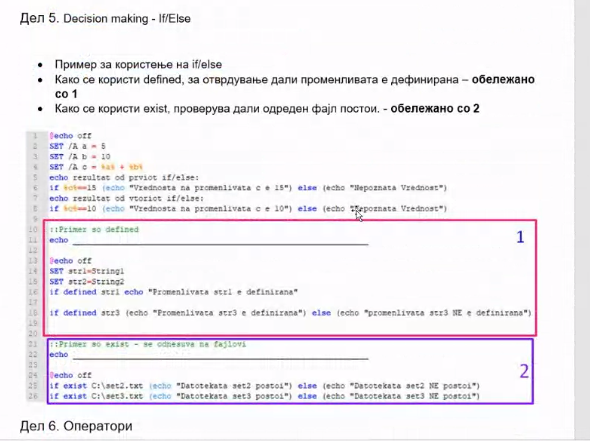 Дел 5. Decision making - If/Else
• Пример за користење на if/else
• Како се користи defined, за отврдување дали променливата е дефинирана – обележано
со 1
• Како се користи exist, проверува дали одреден фајл постои. - обележано со 2
1 @echo off
2 SET /A a = 5
3 SET /A b = 10
4 SET /A c = %a% + %b%
5 echo rezultat od prviot if/else:
6 if %c%==15 (echo "Vrednosta na promenlivata c e 15") else (echo "Nepoznata Vrednost")
7 echo rezultat od vtoriot if/else:
8 if %c%==10 (echo "Vrednosta na promenlivata c e 10") else (echo "Nepoznata Vrednost")
9
10 ::Primer so defined
11 echo ____________________________________________
12
13 @echo off
14 SET str1=String1
15 SET str2=String2
16 if defined str1 echo "Promenlivata str1 e definirana"
17
18 if defined str3 (echo "Promenlivata str3 e definirana") else (echo "promenlivata str3 NE e definirana")
19
20
1
21 ::Primer so exist - se odnesuva na fajlovi
22 echo ____________________________________________
23
24 @echo off
25 if exist C:\set2.txt (echo "Datotekata set2 postoi") else (echo "Datotekata set2 NE postoi")
26 if exist C:\set3.txt (echo "Datotekata set3 postoi") else (echo "Datotekata set3 NE postoi")
2
Дел 6. Оператори